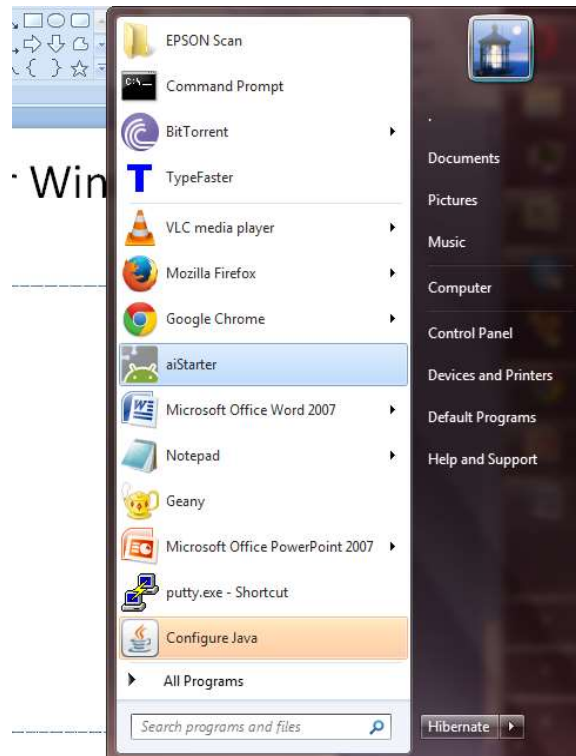 r Win
EPSON Scan
C:\_
Command Prompt
BitTorrent
TypeFaster
VLC media player
Mozilla Firefox
Google Chrome
aiStarter
Microsoft Office Word 2007
Notepad
Geany
Microsoft Office PowerPoint 2007
putty.exe - Shortcut
Configure Java
All Programs
Search programs and files
.
Documents
Pictures
Music
Computer
Control Panel
Devices and Printers
Default Programs
Help and Support
Hibernate